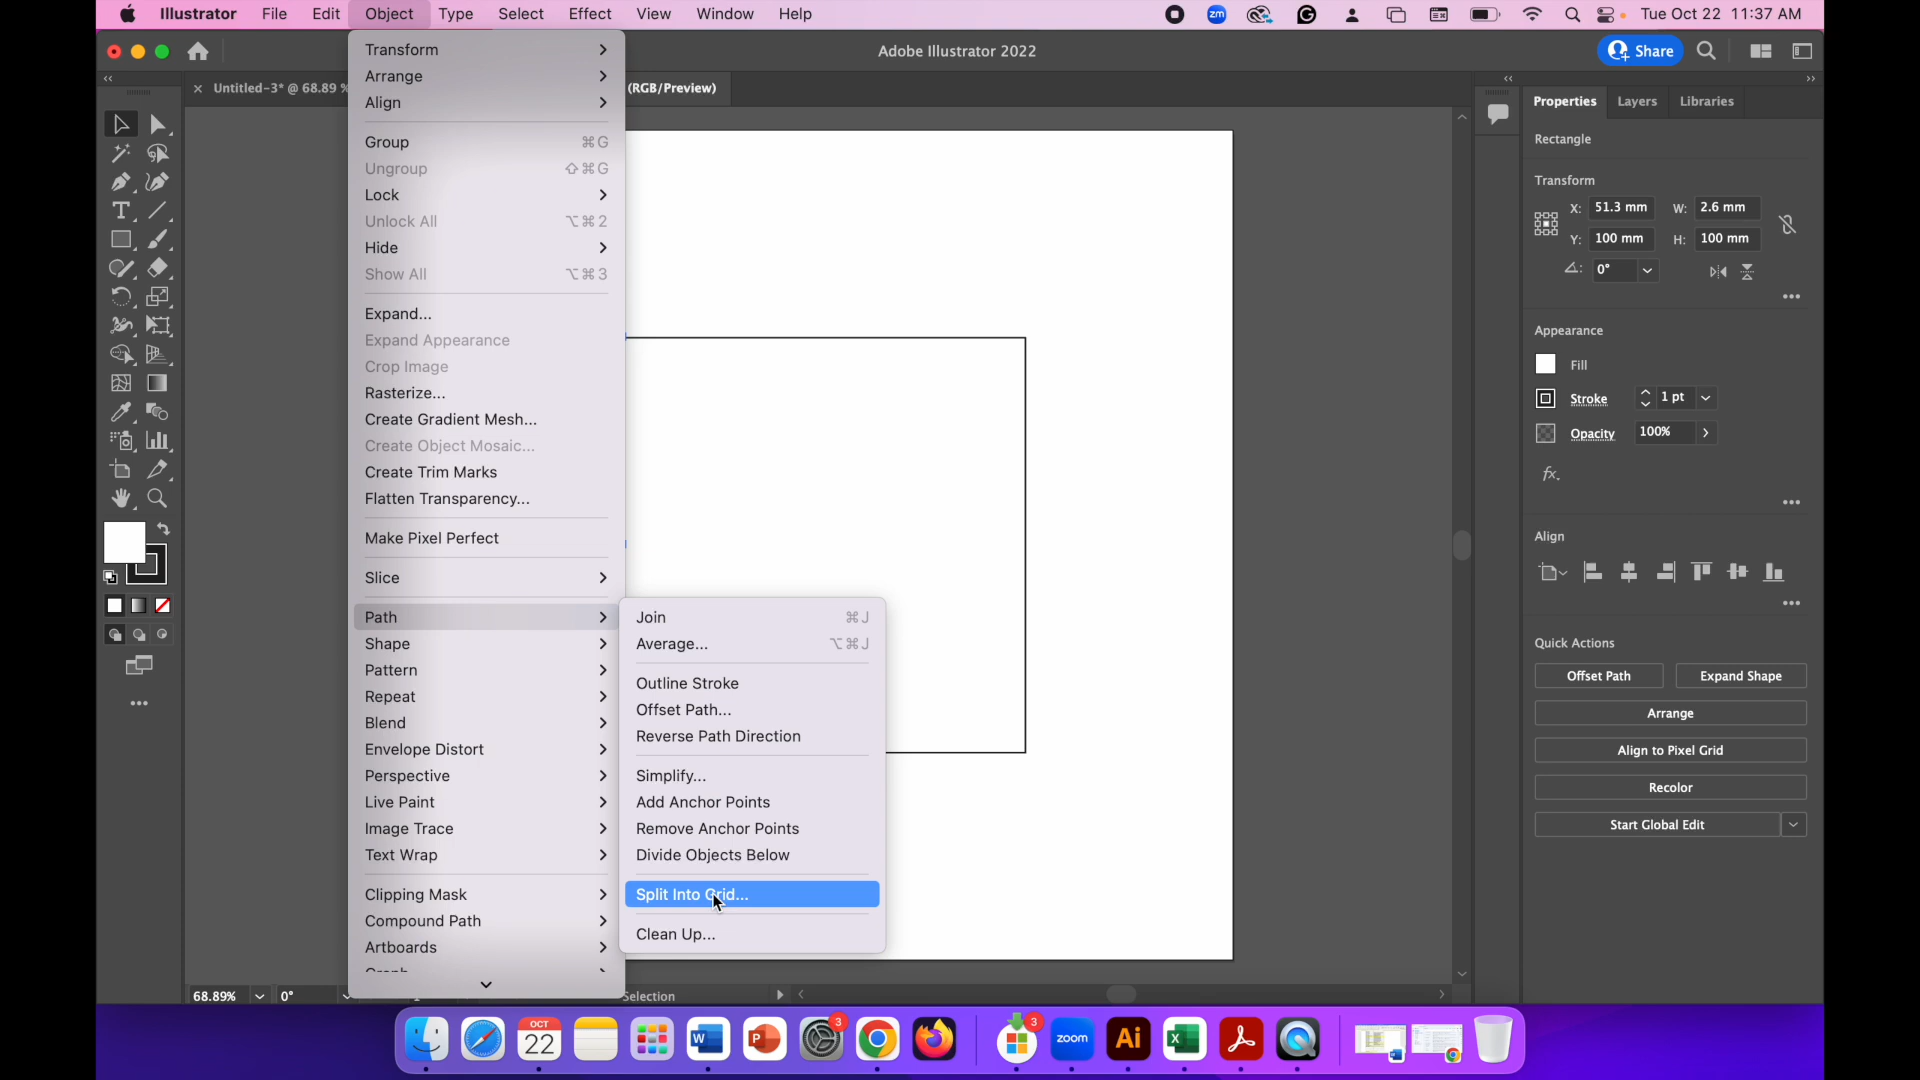 Illustrator File Edit Object Type Select Effect View Window Help
zm
Tue Oct 22 11:37 AM
Adobe Illustrator 2022
Share
Untitled-3* @ 68.89 %
(RGB/Preview)
Transform
Arrange
Align
Group ⌘G
Ungroup ⇧⌘G
Lock
Unlock All ⌥⌘2
Hide
Show All ⌥⌘3
Expand...
Expand Appearance
Crop Image
Rasterize...
Create Gradient Mesh...
Create Object Mosaic...
Create Trim Marks
Flatten Transparency...
Make Pixel Perfect
Slice
Path
Shape
Pattern
Repeat
Blend
Envelope Distort
Perspective
Live Paint
Image Trace
Text Wrap
Clipping Mask
Compound Path
Artboards
Join ⌘J
Average... ⌥⌘J
Outline Stroke
Offset Path...
Reverse Path Direction
Simplify...
Add Anchor Points
Remove Anchor Points
Divide Objects Below
Split Into Grid...
Clean Up...
Properties Layers Libraries
Rectangle
Transform
X: 51.3 mm W: 2.6 mm
Y: 100 mm H: 100 mm
0°
Appearance
Fill
Stroke 1 pt
Opacity 100%
fx.
Align
Quick Actions
Offset Path Expand Shape
Arrange
Align to Pixel Grid
Recolor
Start Global Edit
68.89% 0° Selection
OCT
22
W
P
3
3
zoom
Ai
X
W